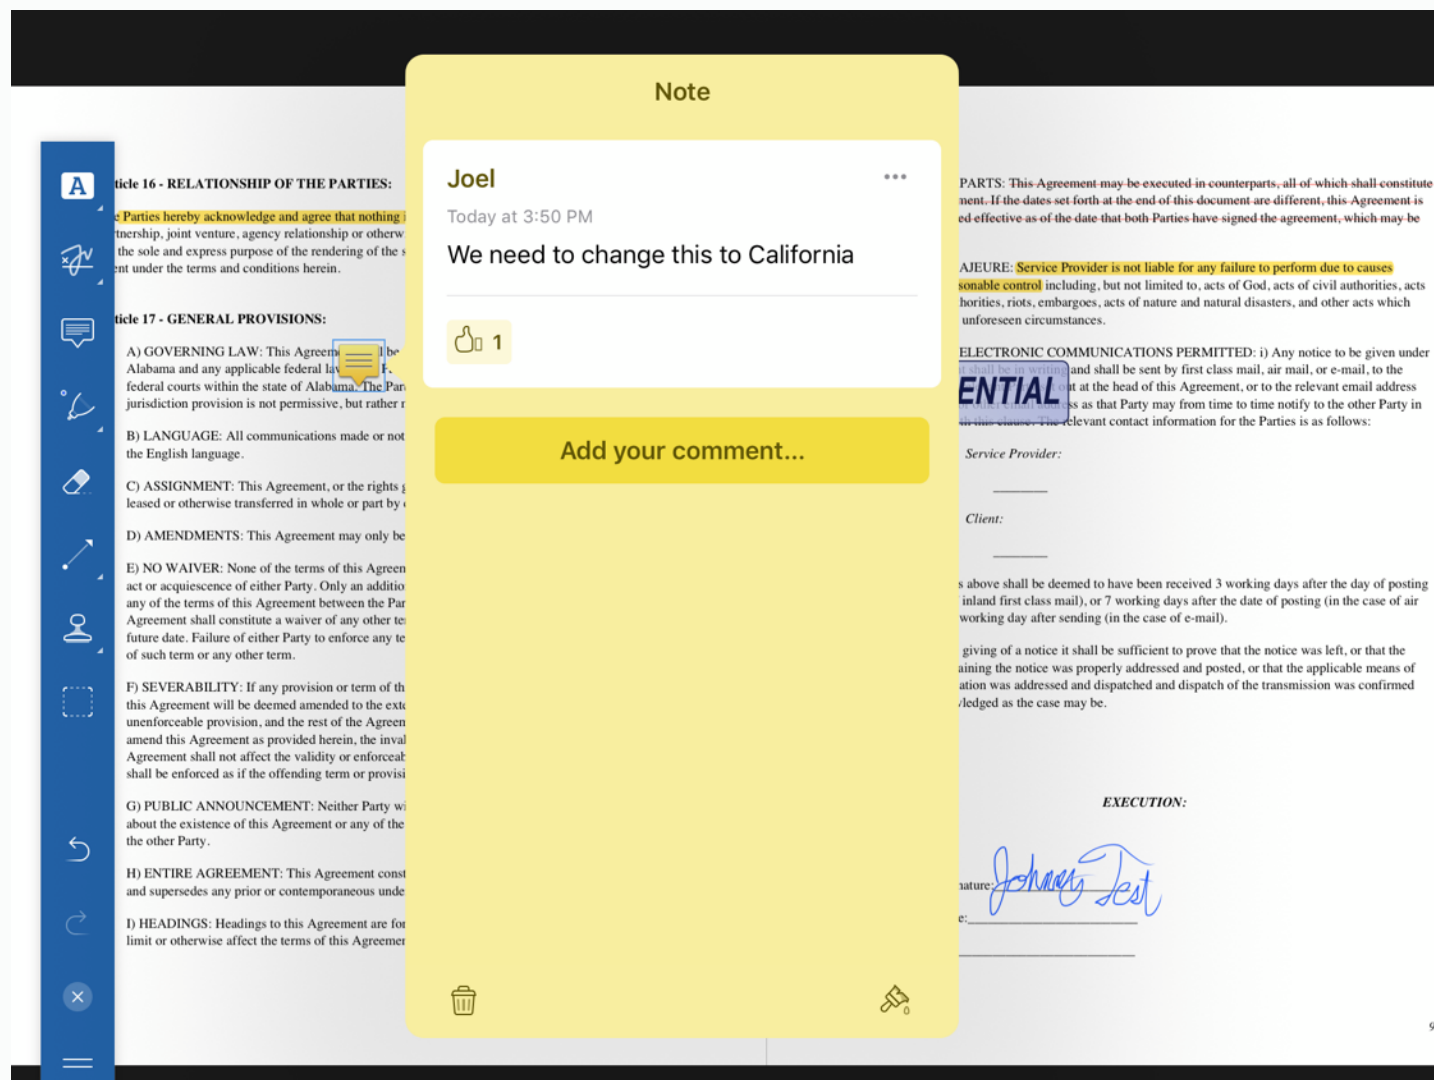 Note
Joel
Today at 3:50 PM
We need to change this to California
1
Add your comment...
A
ticle 16 - RELATIONSHIP OF THE PARTIES:
Parties hereby acknowledge and agree that nothing
tnership, joint venture, agency relationship or otherw
the sole and express purpose of the rendering of the s
ent under the terms and conditions herein.
ticle 17 - GENERAL PROVISIONS:
A) GOVERNING LAW: This Agreem
Alabama and any applicable federal la
federal courts within the state of Alabama. The Par
jurisdiction provision is not permissive, but rather
B) LANGUAGE: All communications made or not
the English language.
C) ASSIGNMENT: This Agreement, or the rights g
leased or otherwise transferred in whole or part by
D) AMENDMENTS: This Agreement may only be
E) NO WAIVER: None of the terms of this Agreen
act or acquiescence of either Party. Only an additio
any of the terms of this Agreement between the Par
Agreement shall constitute a waiver of any other te
future date. Failure of either Party to enforce any te
of such term or any other term.
F) SEVERABILITY: If any provision or term of th
this Agreement will be deemed amended to the exte
unenforceable provision, and the rest of the Agreen
amend this Agreement as provided herein, the inval
Agreement shall not affect the validity or enforceab
shall be enforced as if the offending term or provisi
G) PUBLIC ANNOUNCEMENT: Neither Party wi
about the existence of this Agreement or any of the
the other Party.
H) ENTIRE AGREEMENT: This Agreement const
and supersedes any prior or contemporaneous unde
I) HEADINGS: Headings to this Agreement are for
limit or otherwise affect the terms of this Agreemer
PARTS: This Agreement may be executed in counterparts, all of which shall constitute
ment. If the dates set forth at the end of this document are different, this Agreement is
ed effective as of the date that both Parties have signed the agreement, which may be
AJEURE: Service Provider is not liable for any failure to perform due to causes
sonable control including, but not limited to, acts of God, acts of civil authorities, acts
horities, riots, embargoes, acts of nature and natural disasters, and other acts which
unforeseen circumstances.
ELECTRONIC COMMUNICATIONS PERMITTED: i) Any notice to be given under
shall be in writing and shall be sent by first class mail, air mail, or e-mail, to the
ENTIAL
out at the head of this Agreement, or to the relevant email address
ss as that Party may from time to time notify to the other Party in
this clause. The relevant contact information for the Parties is as follows:
Service Provider:
Client:
s above shall be deemed to have been received 3 working days after the day of posting
inland first class mail), or 7 working days after the date of posting (in the case of air
working day after sending (in the case of e-mail).
giving of a notice it shall be sufficient to prove that the notice was left, or that the
aining the notice was properly addressed and posted, or that the applicable means of
ation was addressed and dispatched and dispatch of the transmission was confirmed
ledged as the case may be.
EXECUTION:
nature: Johnny Test
e:
9